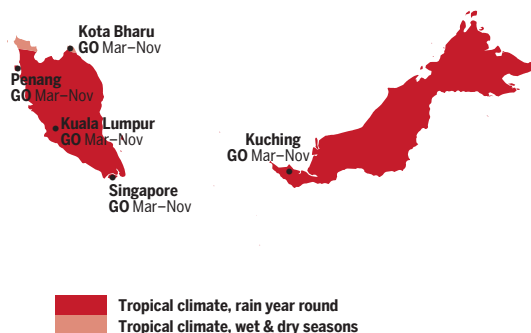 Kota Bharu
GO Mar–Nov
Penang
GO Mar–Nov
Kuala Lumpur
GO Mar–Nov
Kuching
GO Mar–Nov
Singapore
GO Mar–Nov
Tropical climate, rain year round
Tropical climate, wet & dry seasons